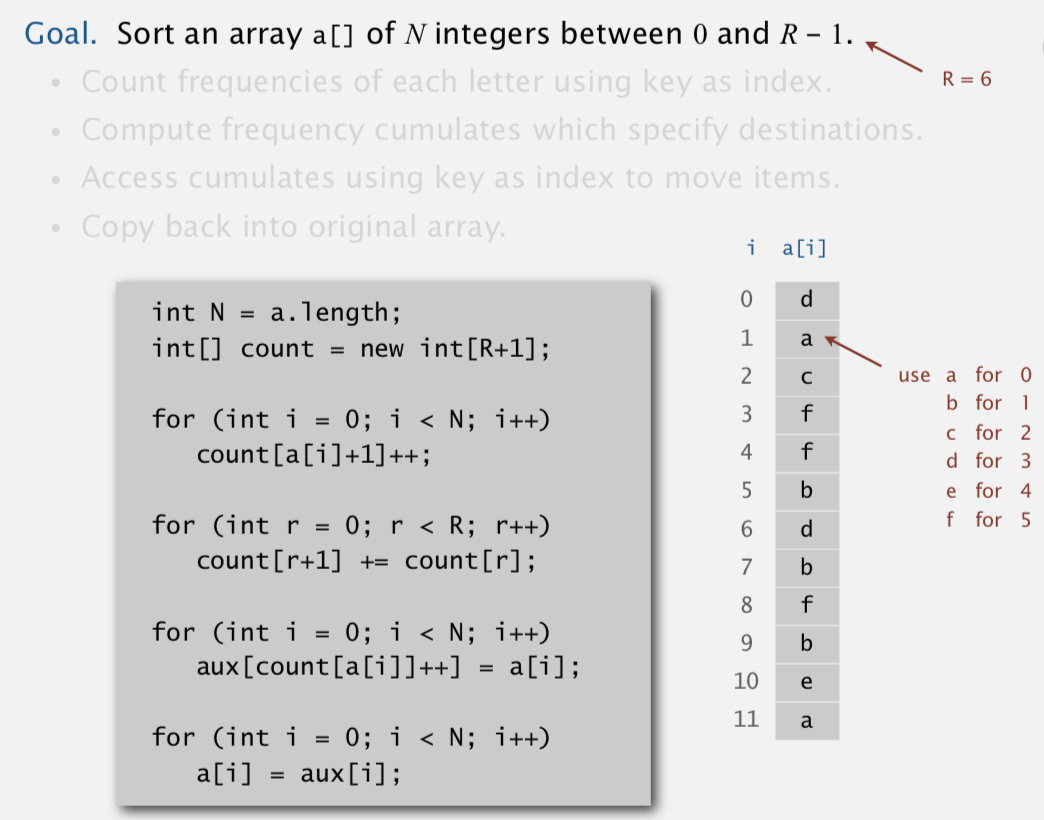 Goal. Sort an array a[] of N integers between 0 and R – 1.
R = 6
• Count frequencies of each letter using key as index.
• Compute frequency cumulates which specify destinations.
• Access cumulates using key as index to move items.
• Copy back into original array.
int N = a.length;
int[] count = new int[R+1];
for (int i = 0; i < N; i++)
count[a[i]+1]++;
for (int r = 0; r < R; r++)
count[r+1] += count[r];
for (int i = 0; i < N; i++)
aux[count[a[i]]++] = a[i];
for (int i = 0; i < N; i++)
a[i] = aux[i];
i a[i]
0 d
1 a
2 c
3 f
4 f
5 b
6 d
7 b
8 f
9 b
10 e
11 a
use a for 0
b for 1
c for 2
d for 3
e for 4
f for 5